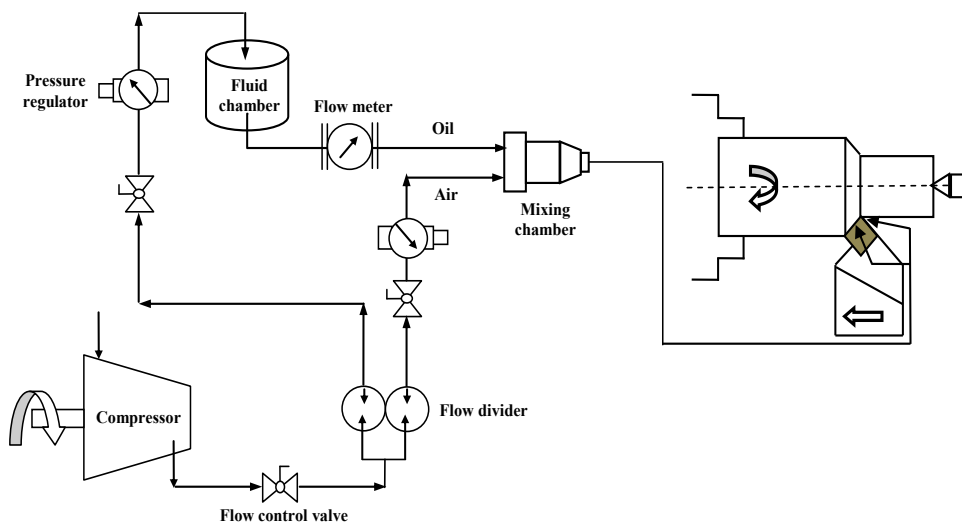 Pressure
regulator
Fluid
chamber
Flow meter
Oil
Air
Mixing
chamber
Compressor
Flow divider
Flow control valve